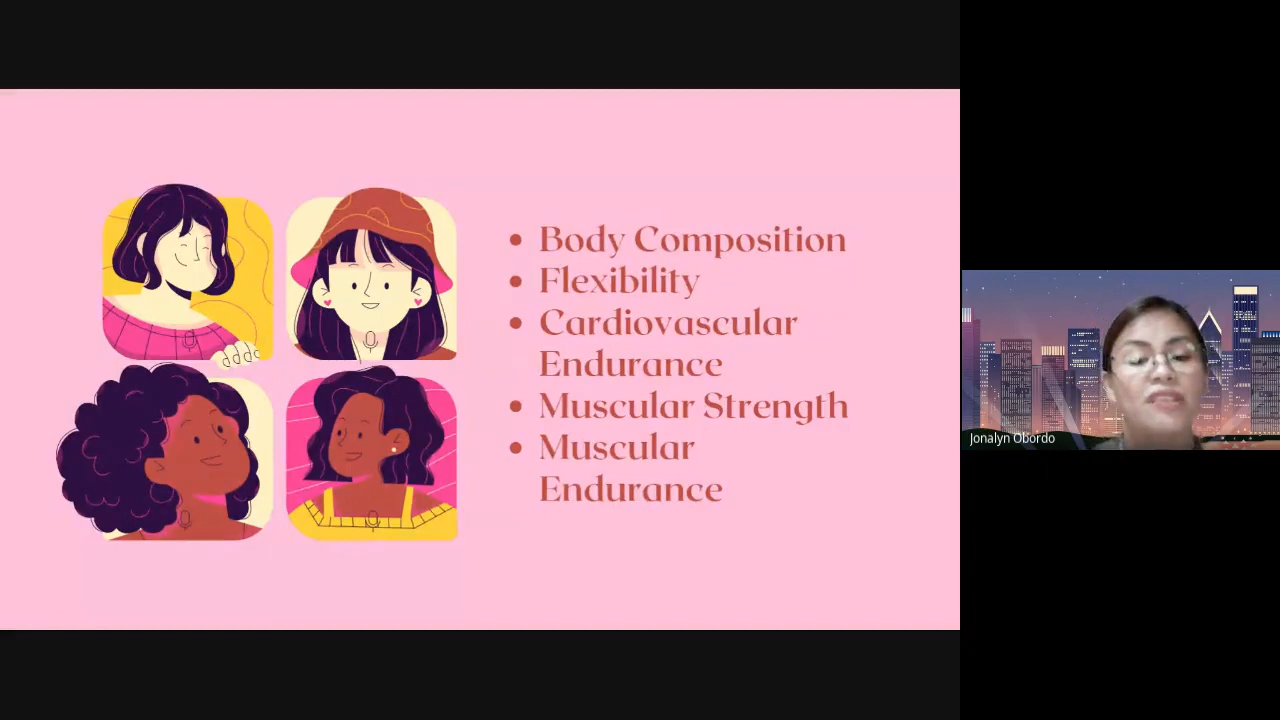 Body Composition
Flexibility
Cardiovascular
Endurance
Muscular Strength
Muscular
Endurance
Jonalyn Obordo